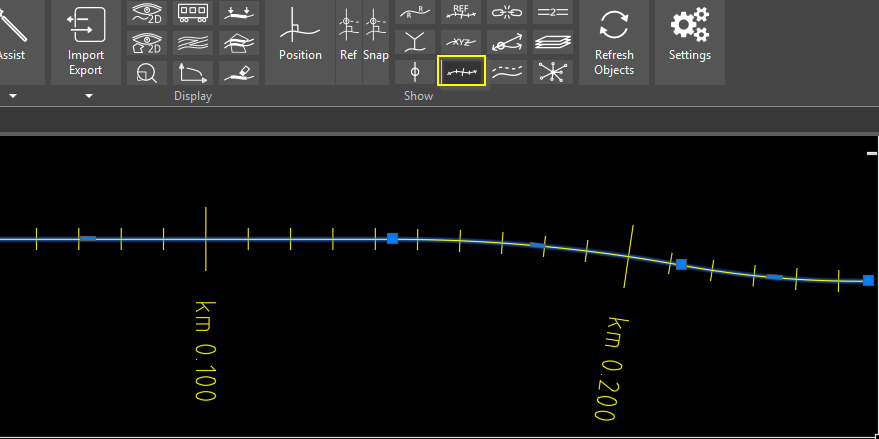 ssist
Import
Export
2D
2D
Display
Position
Ref
Snap
R R
REF
XYZ
=2=
Show
Refresh
Objects
Settings
km 0.100
km 0.200